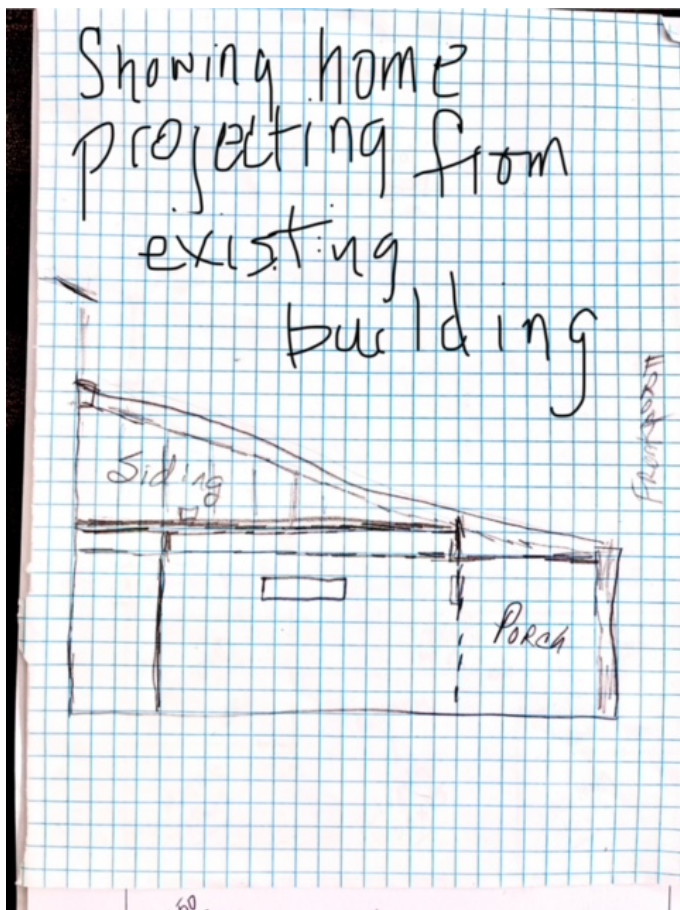 Showing home
projecting from
existing
building
Siding
Porch